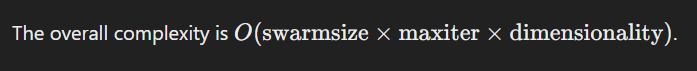 The overall complexity is O(swarmsize × maxiter × dimensionality).